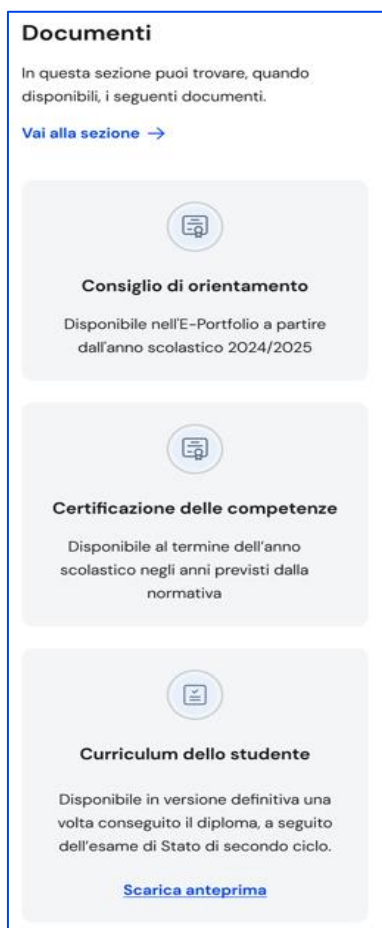 Documenti
In questa sezione puoi trovare, quando
disponibili, i seguenti documenti.
Vai alla sezione →
Consiglio di orientamento
Disponibile nell'E-Portfolio a partire
dall'anno scolastico 2024/2025
Certificazione delle competenze
Disponibile al termine dell'anno
scolastico negli anni previsti dalla
normativa
Curriculum dello studente
Disponibile in versione definitiva una
volta conseguito il diploma, a seguito
dell'esame di Stato di secondo ciclo.
Scarica anteprima